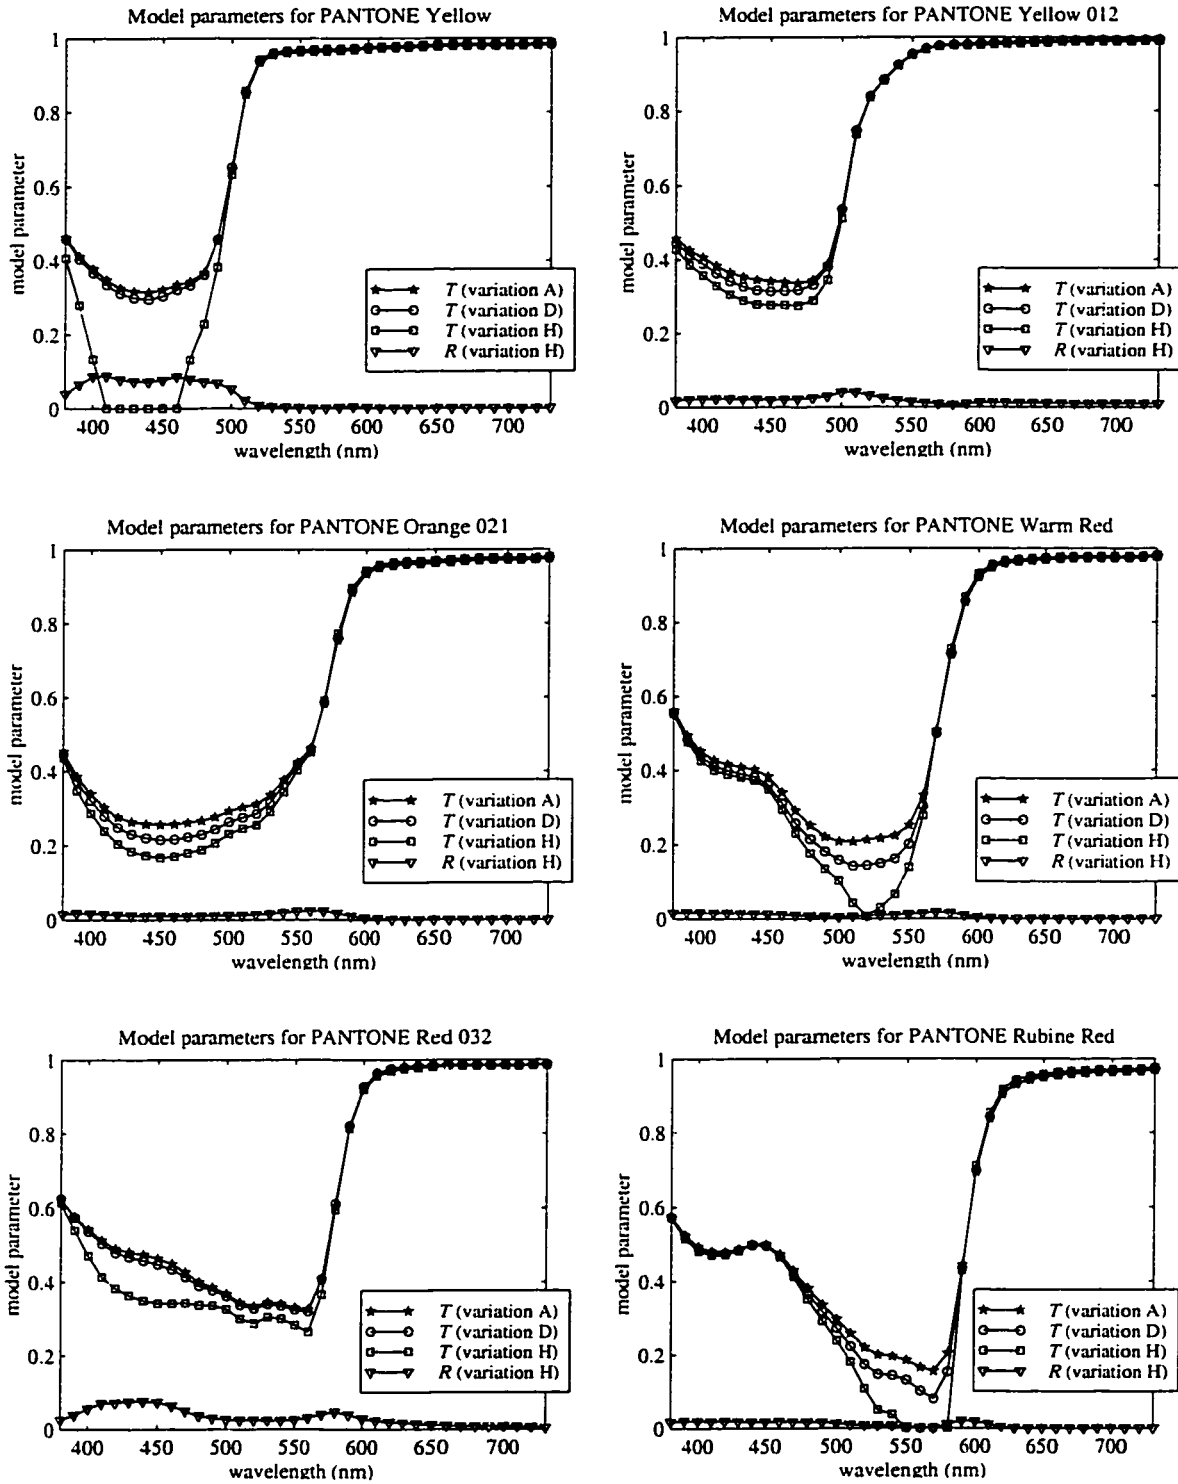 Model parameters for PANTONE Yellow
1
0.8
0.6
0.4
0.2
0
model parameter
T (variation A)
T (variation D)
T (variation H)
R (variation H)
400 450 500 550 600 650 700
wavelength (nm)
Model parameters for PANTONE Yellow 012
1
0.8
0.6
0.4
0.2
0
model parameter
T (variation A)
T (variation D)
T (variation H)
R (variation H)
400 450 500 550 600 650 700
wavelength (nm)
Model parameters for PANTONE Orange 021
1
0.8
0.6
0.4
0.2
0
model parameter
T (variation A)
T (variation D)
T (variation H)
R (variation H)
400 450 500 550 600 650 700
wavelength (nm)
Model parameters for PANTONE Warm Red
1
0.8
0.6
0.4
0.2
0
model parameter
T (variation A)
T (variation D)
T (variation H)
R (variation H)
400 450 500 550 600 650 700
wavelength (nm)
Model parameters for PANTONE Red 032
1
0.8
0.6
0.4
0.2
0
model parameter
T (variation A)
T (variation D)
T (variation H)
R (variation H)
400 450 500 550 600 650 700
wavelength (nm)
Model parameters for PANTONE Rubine Red
1
0.8
0.6
0.4
0.2
0
model parameter
T (variation A)
T (variation D)
T (variation H)
R (variation H)
400 450 500 550 600 650 700
wavelength (nm)